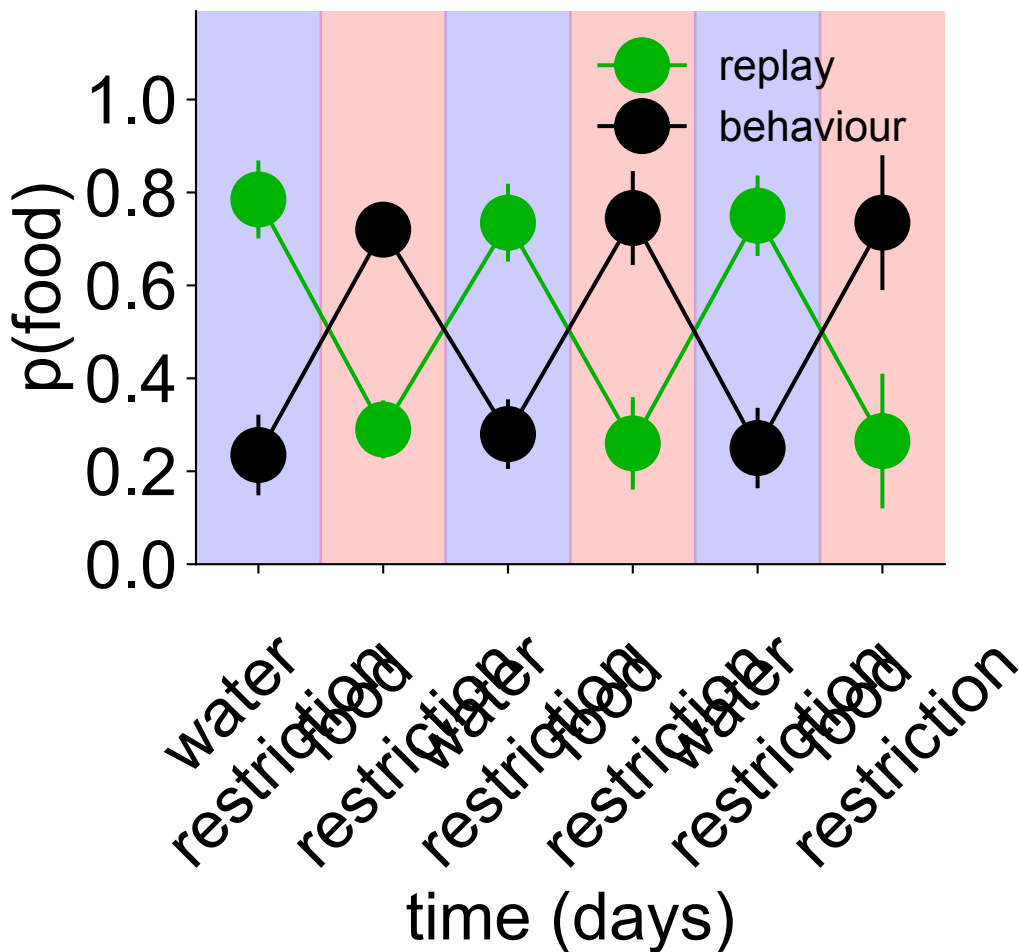 replay
behaviour
p(food)
1.0
0.8
0.6
0.4
0.2
0.0
water
restriction
food
restriction
water
restriction
food
restriction
water
restriction
food
restriction
time (days)